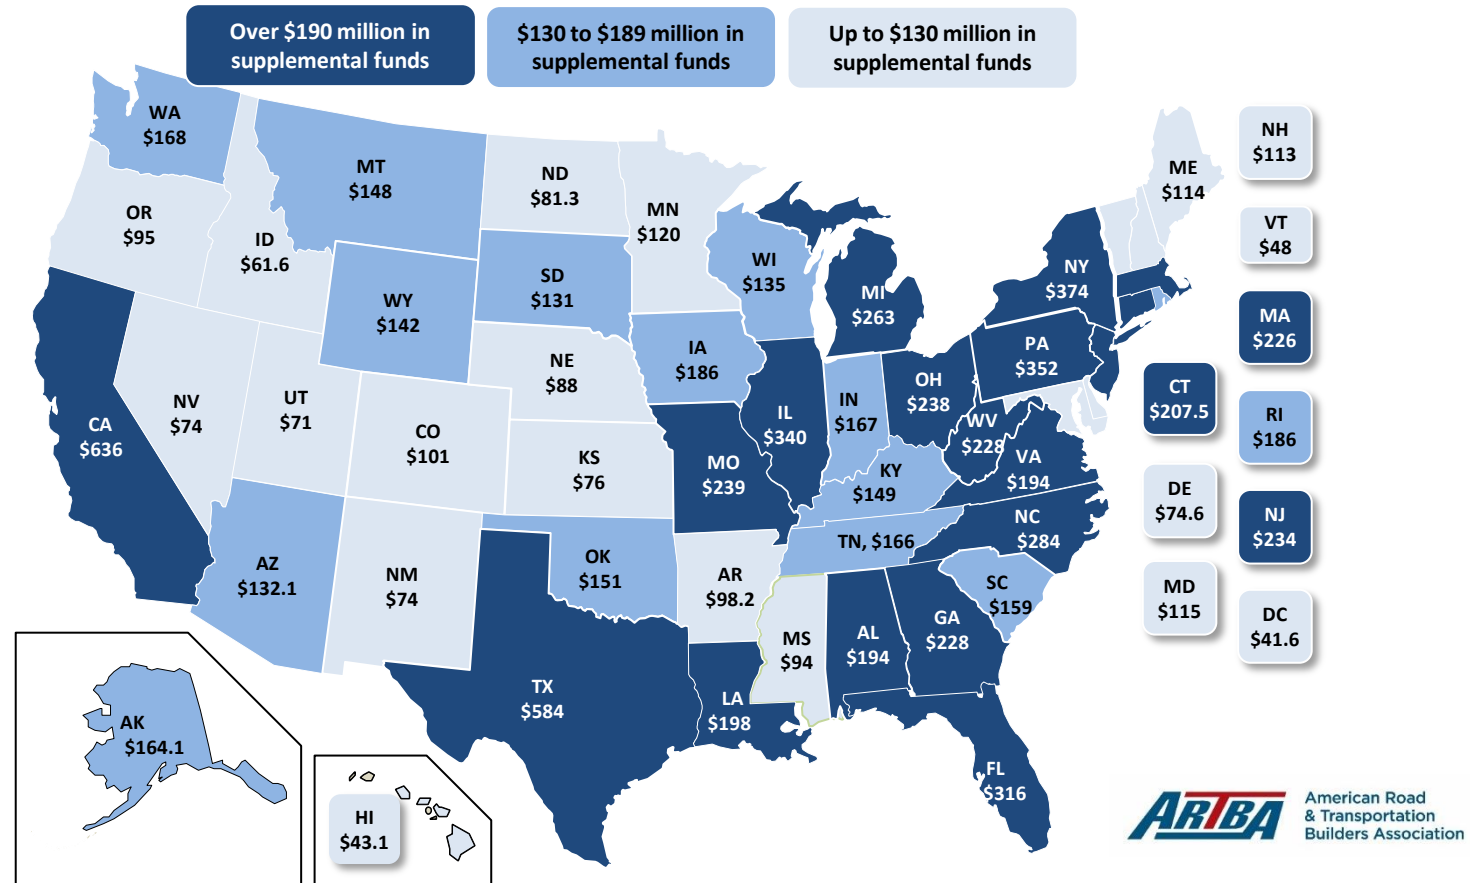 Over $190 million in
supplemental funds
$130 to $189 million in
supplemental funds
Up to $130 million in
supplemental funds
WA
$168
MT
$148
ND
$81.3
MN
$120
OR
$95
ID
$61.6
WY
$142
SD
$131
WI
$135
MI
$263
NY
$374
ME
$114
NH
$113
VT
$48
MA
$226
CT
$207.5
RI
$186
NJ
$234
DE
$74.6
MD
$115
DC
$41.6
CA
$636
NV
$74
UT
$71
CO
$101
NE
$88
KS
$76
IA
$186
MO
$239
IL
$340
IN
$167
OH
$238
PA
$352
WV
$228
VA
$194
KY
$149
NC
$284
TN, $166
SC
$159
AZ
$132.1
NM
$74
OK
$151
AR
$98.2
MS
$94
AL
$194
GA
$228
TX
$584
LA
$198
FL
$316
AK
$164.1
HI
$43.1
ARTBA
American Road
& Transportation
Builders Association